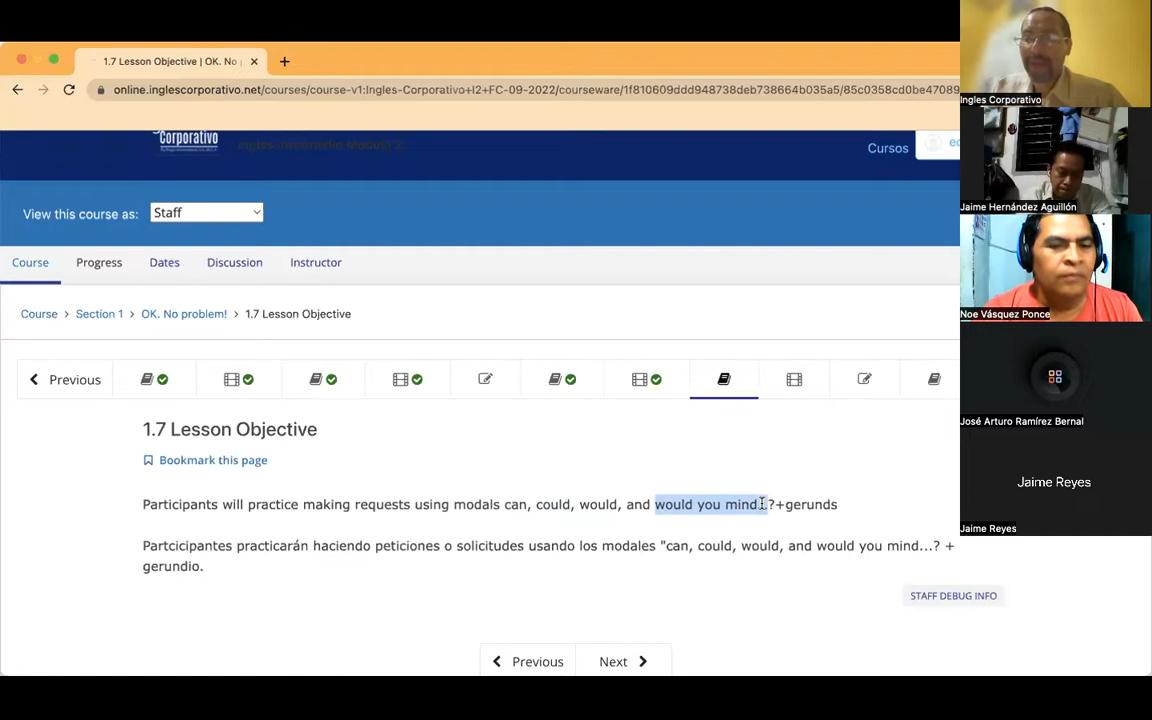 1.7 Lesson Objective | OK. No p
online.inglescorporativo.net/courses/course-v1:Ingles-Corporativo+I2+FC-09-2022/courseware/1f810609ddd948738deb738664b035a5/85c0358cd0be47089
Corporativo
Ingles Intermedio Modulo 2
Cursos
View this course as:
Staff
Course
Progress
Dates
Discussion
Instructor
Course > Section 1 > OK. No problem! > 1.7 Lesson Objective
Previous
1.7 Lesson Objective
Bookmark this page
Participants will practice making requests using modals can, could, would, and would you mind..?+gerunds
Partcicipantes practicarán haciendo peticiones o solicitudes usando los modales "can, could, would, and would you mind...? +
gerundio.
STAFF DEBUG INFO
Previous
Next
Ingles Corporativo
Jaime Hernández Aguillón
Noe Vásquez Ponce
José Arturo Ramírez Bernal
Jaime Reyes
Jaime Reyes